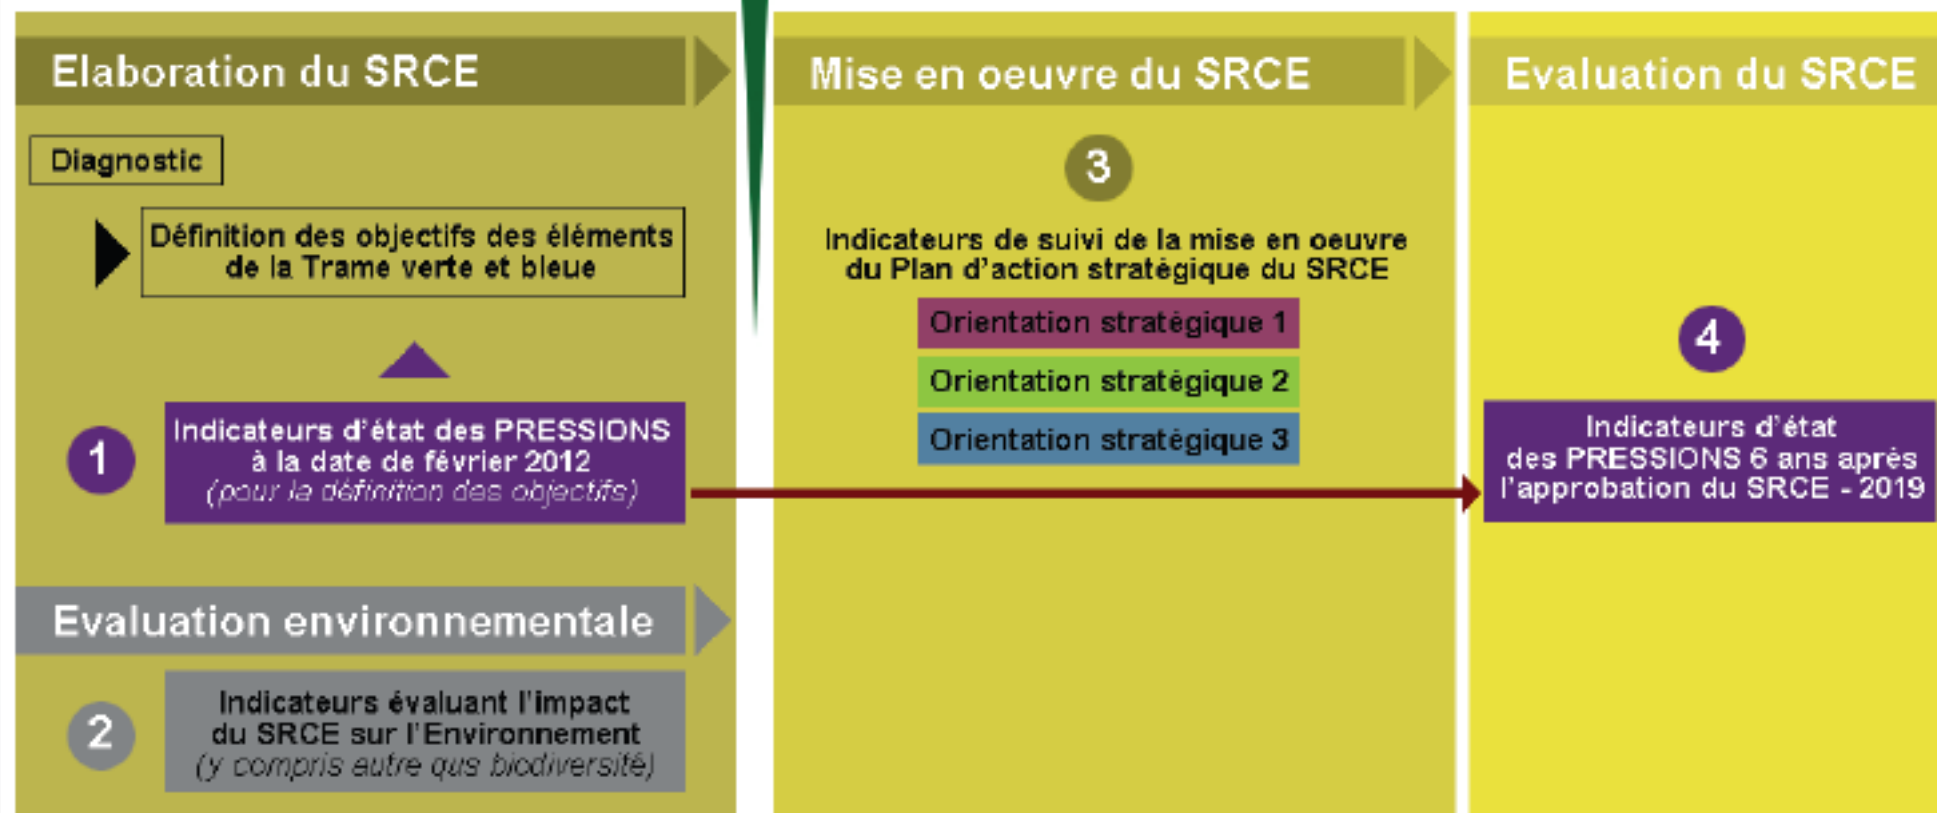 Elaboration du SRCE
Diagnostic
Définition des objectifs des éléments
de la Trame verte et bleue
1
Indicateurs d'état des PRESSIONS
à la date de février 2012
(pour la définition des objectifs)
Evaluation environnementale
2
Indicateurs évaluant l'impact
du SRCE sur l'Environnement
(y compris autre que biodiversité)
Mise en oeuvre du SRCE
3
Indicateurs de suivi de la mise en oeuvre
du Plan d'action stratégique du SRCE
Orientation stratégique 1
Orientation stratégique 2
Orientation stratégique 3
Evaluation du SRCE
4
Indicateurs d'état
des PRESSIONS 6 ans après
l'approbation du SRCE - 2019